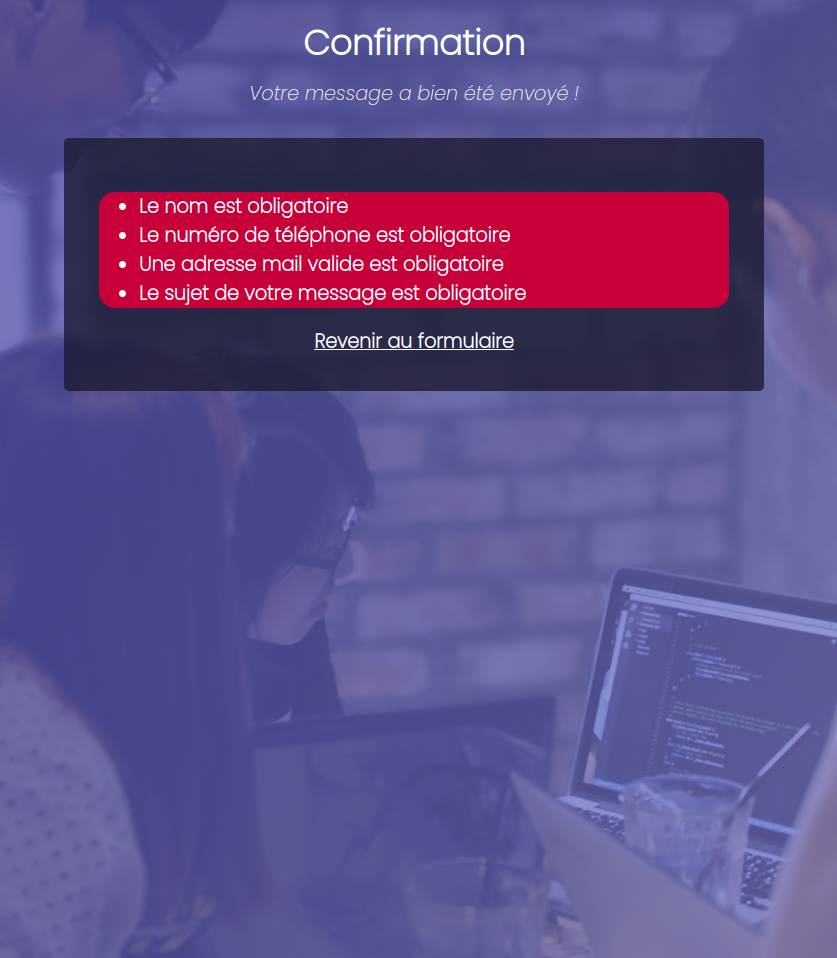 Confirmation
Votre message a bien été envoyé !
Le nom est obligatoire
Le numéro de téléphone est obligatoire
Une adresse mail valide est obligatoire
Le sujet de votre message est obligatoire
Revenir au formulaire